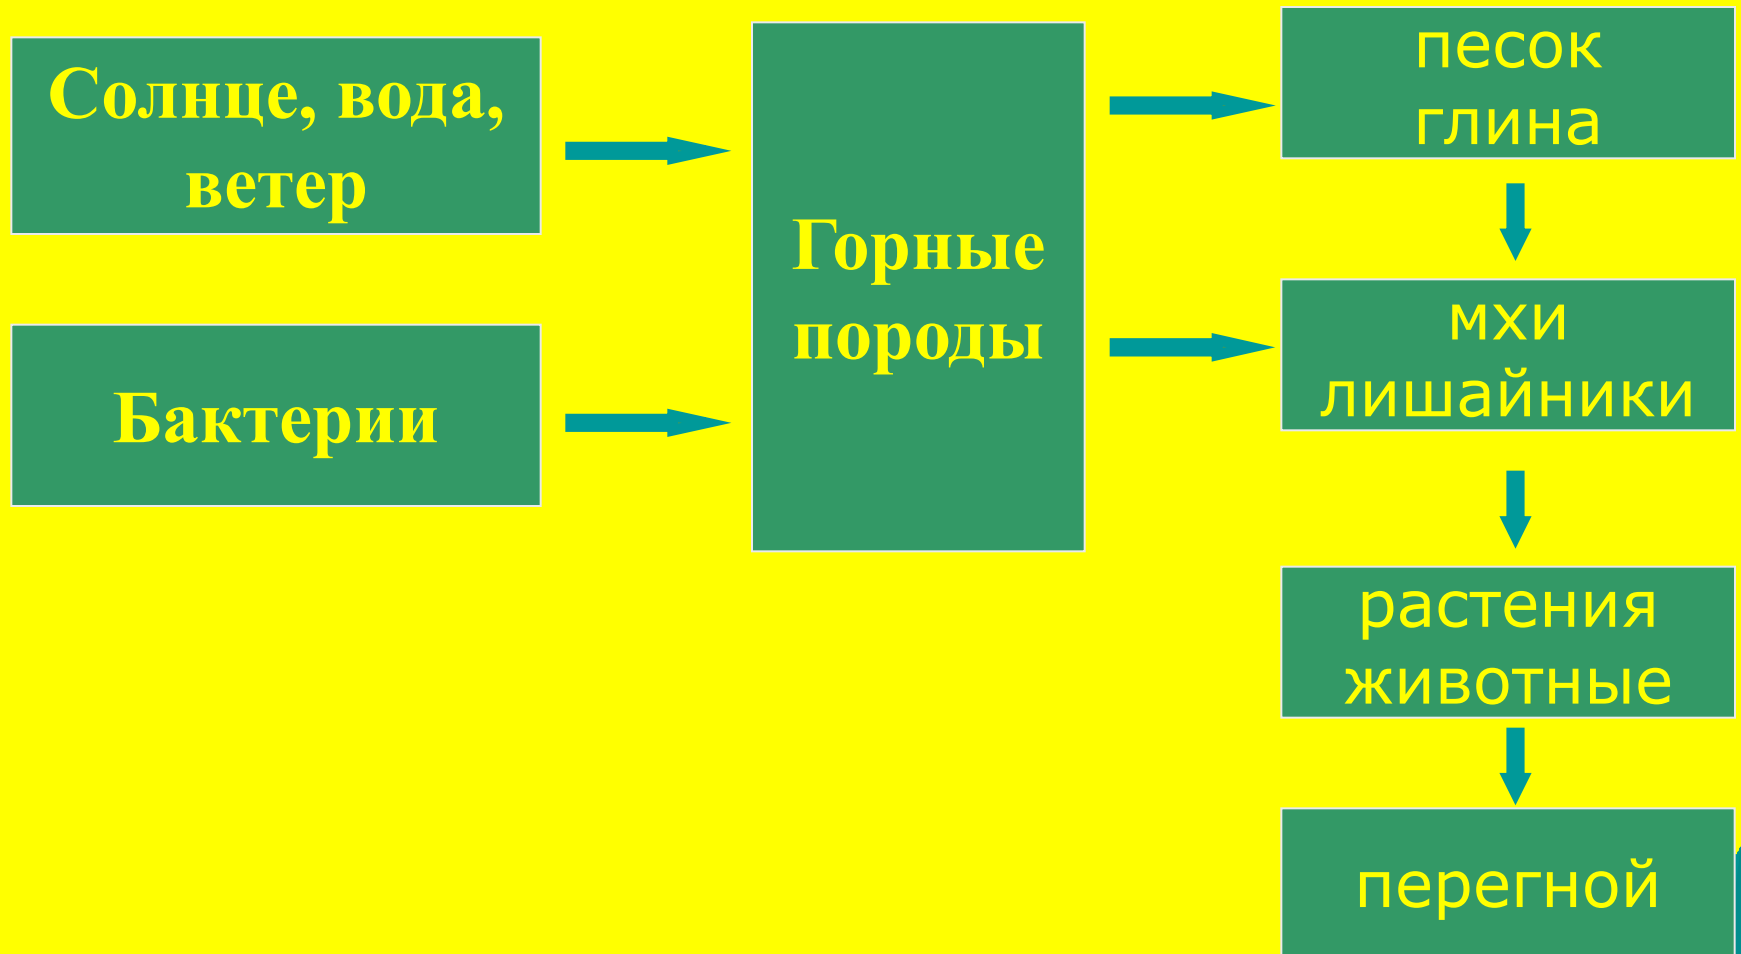 Солнце, вода,
ветер
Бактерии
Горные
породы
песок
глина
мхи
лишайники
растения
животные
перегной